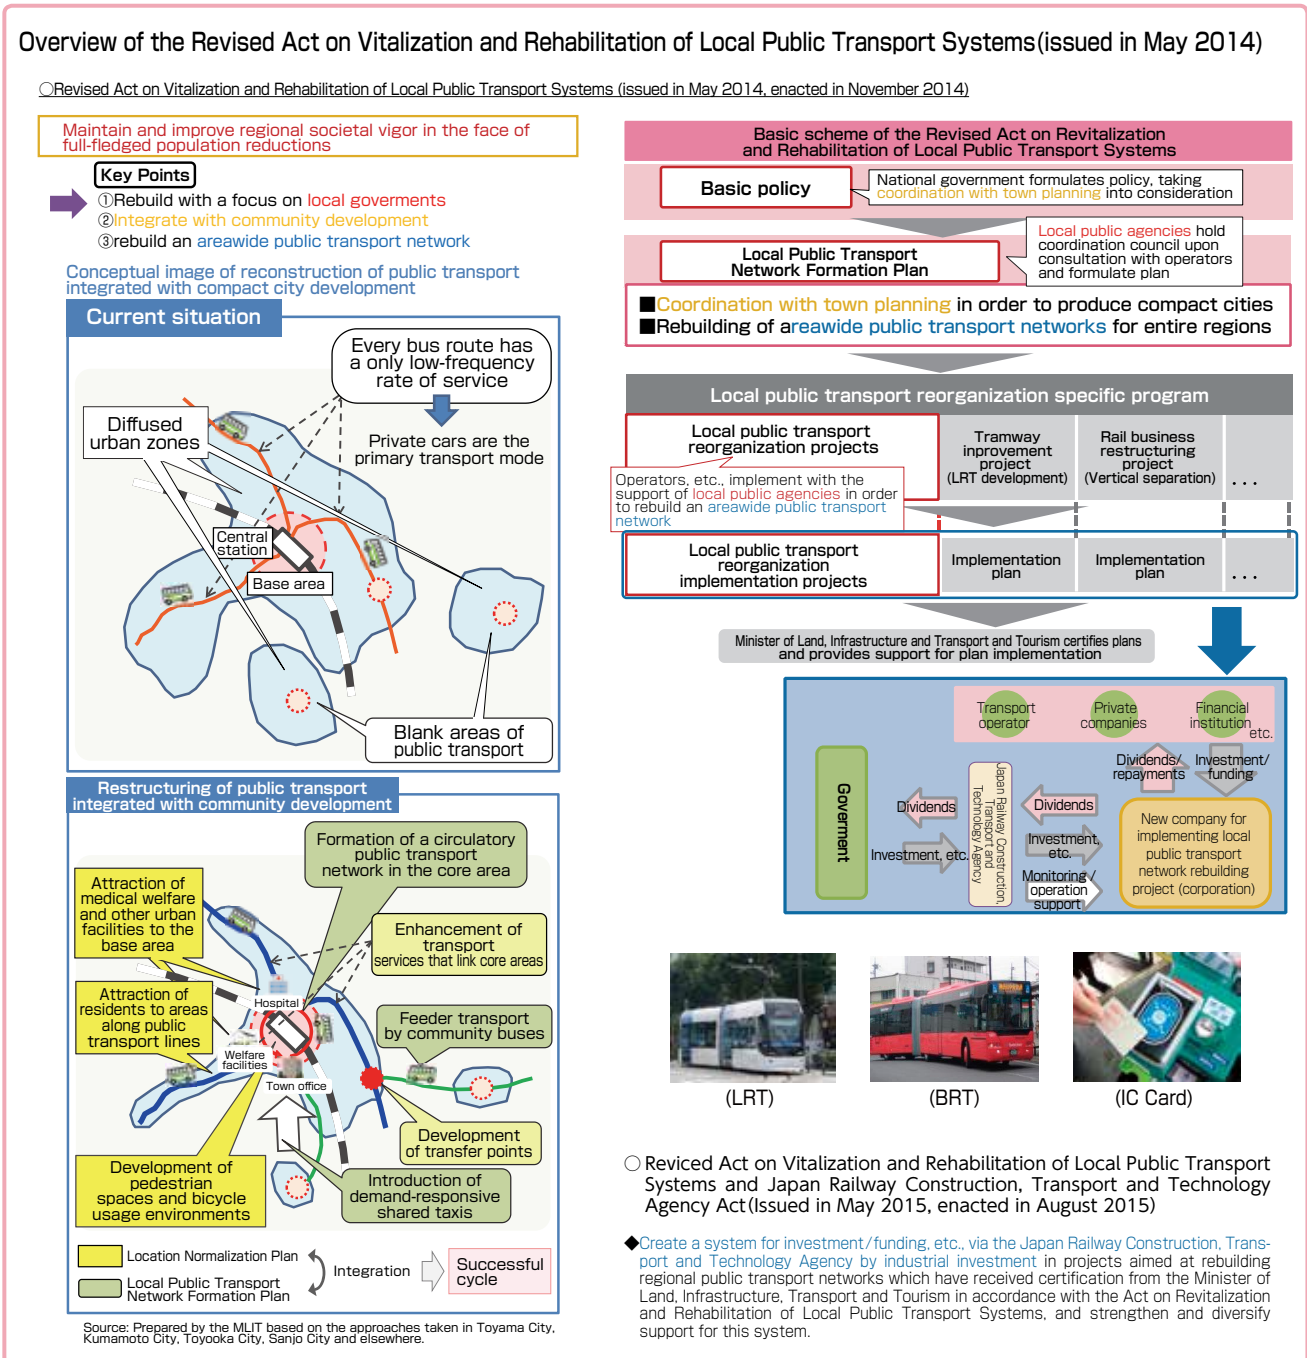 Overview of the Revised Act on Vitalization and Rehabilitation of Local Public Transport Systems(issued in May 2014)
○Revised Act on Vitalization and Rehabilitation of Local Public Transport Systems (issued in May 2014, enacted in November 2014)
Maintain and improve regional societal vigor in the face of
full-fledged population reductions
Key Points
①Rebuild with a focus on local goverments
②Integrate with community development
③rebuild an areawide public transport network
Conceptual image of reconstruction of public transport
integrated with compact city development
Current situation
Every bus route has
a only low-frequency
rate of service
Diffused
urban zones
Private cars are the
primary transport mode
Central
station
Base area
Blank areas of
public transport
Restructuring of public transport
integrated with community development
Formation of a circulatory
public transport
network in the core area
Attraction of
medical welfare
and other urban
facilities to the
base area
Enhancement of
transport
services that link core areas
Attraction of
residents to areas
along public
transport lines
Hospital
Feeder transport
by community buses
Welfare
facilities
Town office
Development
of transfer points
Development of
pedestrian
spaces and bicycle
usage environments
Introduction of
demand-responsive
shared taxis
Location Normalization Plan
Local Public Transport
Network Formation Plan
Integration
Successful
cycle
Source: Prepared by the MLIT based on the approaches taken in Toyama City,
Kumamoto City, Toyooka City, Sanjo City and elsewhere.
Basic scheme of the Revised Act on Revitalization
and Rehabilitation of Local Public Transport Systems
Basic policy
National government formulates policy, taking
coordination with town planning into consideration
Local Public Transport
Network Formation Plan
Local public agencies hold
coordination council upon
consultation with operators
and formulate plan
■Coordination with town planning in order to produce compact cities
■Rebuilding of areawide public transport networks for entire regions
Local public transport reorganization specific program
Local public transport
reorganization projects
Tramway
inprovement
project
(LRT development)
Rail business
restructuring
project
(Vertical separation)
...
Operators, etc., implement with the
support of local public agencies in order
to rebuild an areawide public transport
network
Local public transport
reorganization
implementation projects
Implementation
plan
Implementation
plan
...
Minister of Land, Infrastructure and Transport and Tourism certifies plans
and provides support for plan implementation
Transport
operator
Private
companies
Financial
institution
etc.
Dividends/
repayments
Investment/
funding
Goverment
Dividends
Investment, etc.
Japan Railway Construction,
Transport and
Technology Agency
Dividends
Investment,
etc.
Monitoring /
operation
support
New company for
implementing local
public transport
network rebuilding
project (corporation)
(LRT)
(BRT)
(IC Card)
○ Reviced Act on Vitalization and Rehabilitation of Local Public Transport
Systems and Japan Railway Construction, Transport and Technology
Agency Act(Issued in May 2015, enacted in August 2015)
◆Create a system for investment/funding, etc., via the Japan Railway Construction, Trans-
port and Technology Agency by industrial investment in projects aimed at rebuilding
regional public transport networks which have received certification from the Minister of
Land, Infrastructure, Transport and Tourism in accordance with the Act on Revitalization
and Rehabilitation of Local Public Transport Systems, and strengthen and diversify
support for this system.